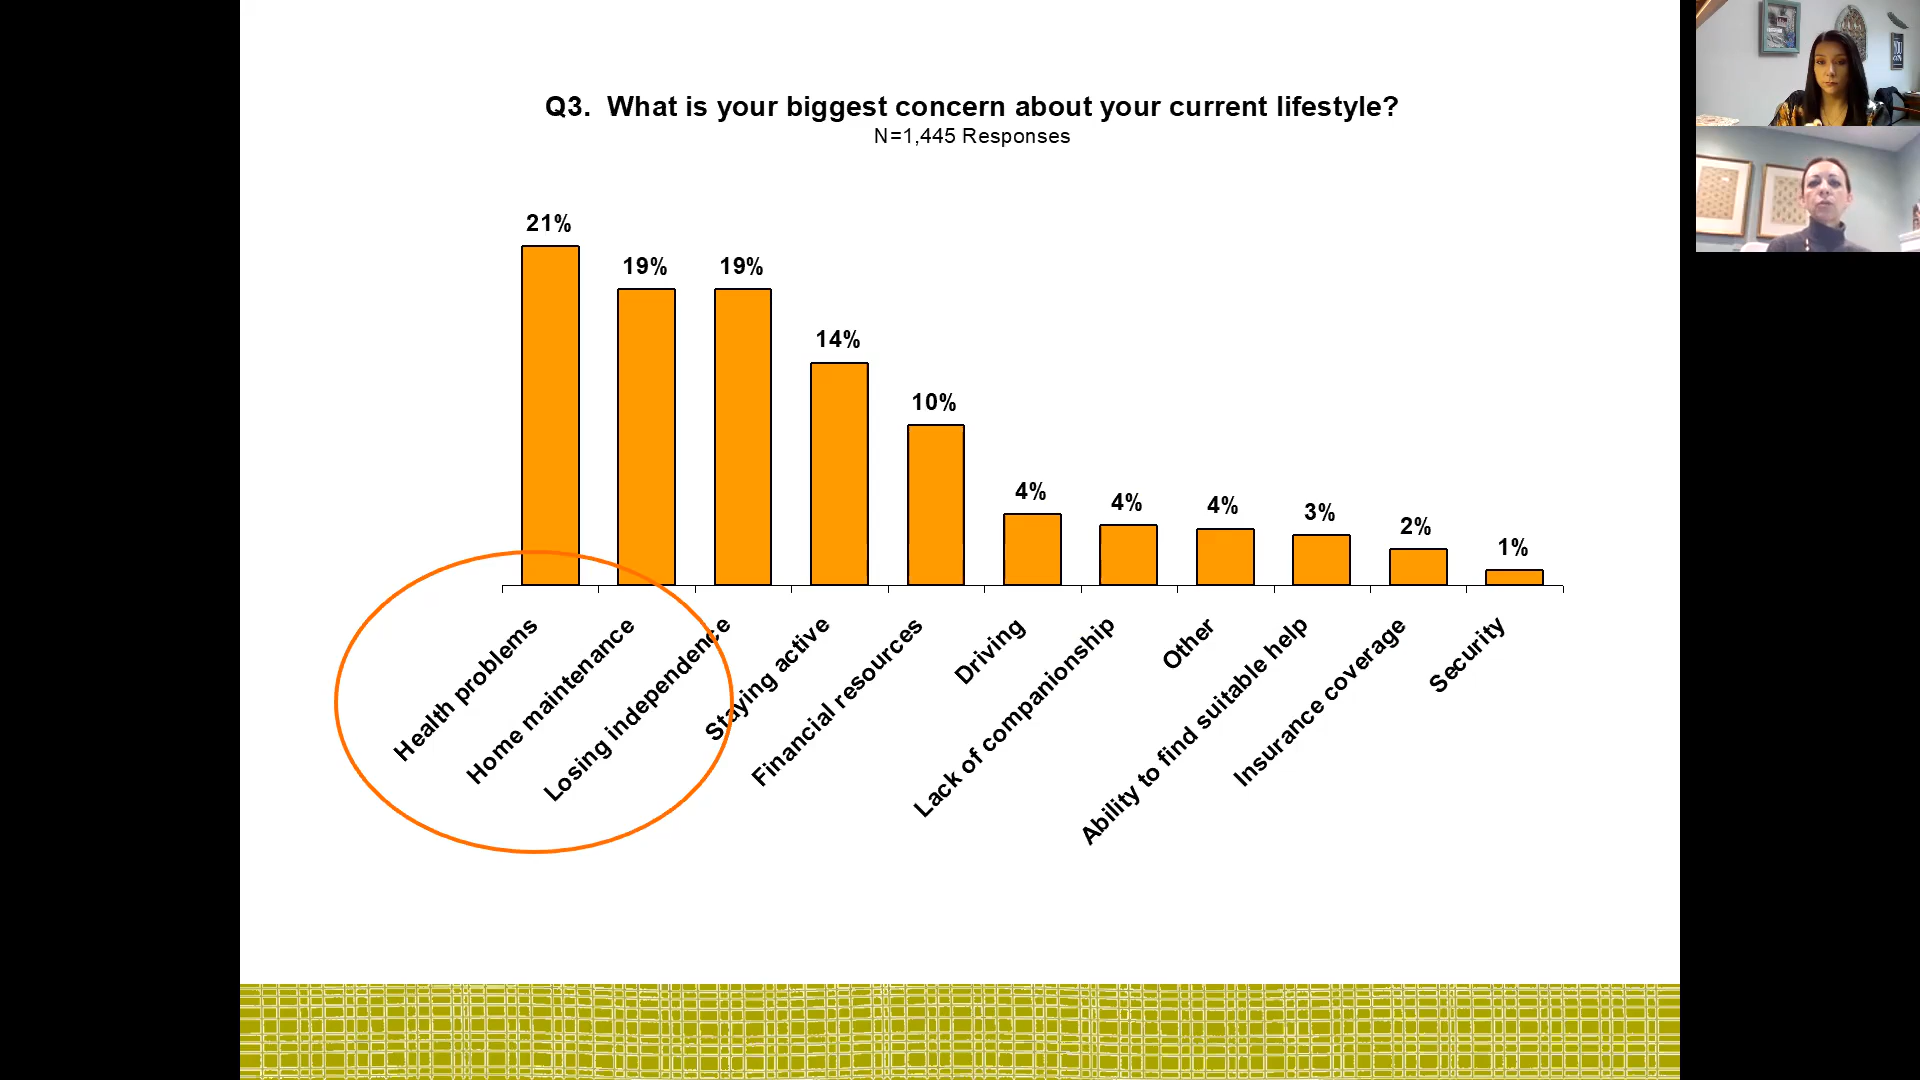 Q3. What is your biggest concern about your current lifestyle?
N=1,445 Responses
21%
19%
19%
14%
10%
4%
4%
4%
3%
2%
1%
Health problems
Home maintenance
Losing independence
Staying active
Financial resources
Driving
Lack of companionship
Other
Ability to find suitable help
Insurance coverage
Security